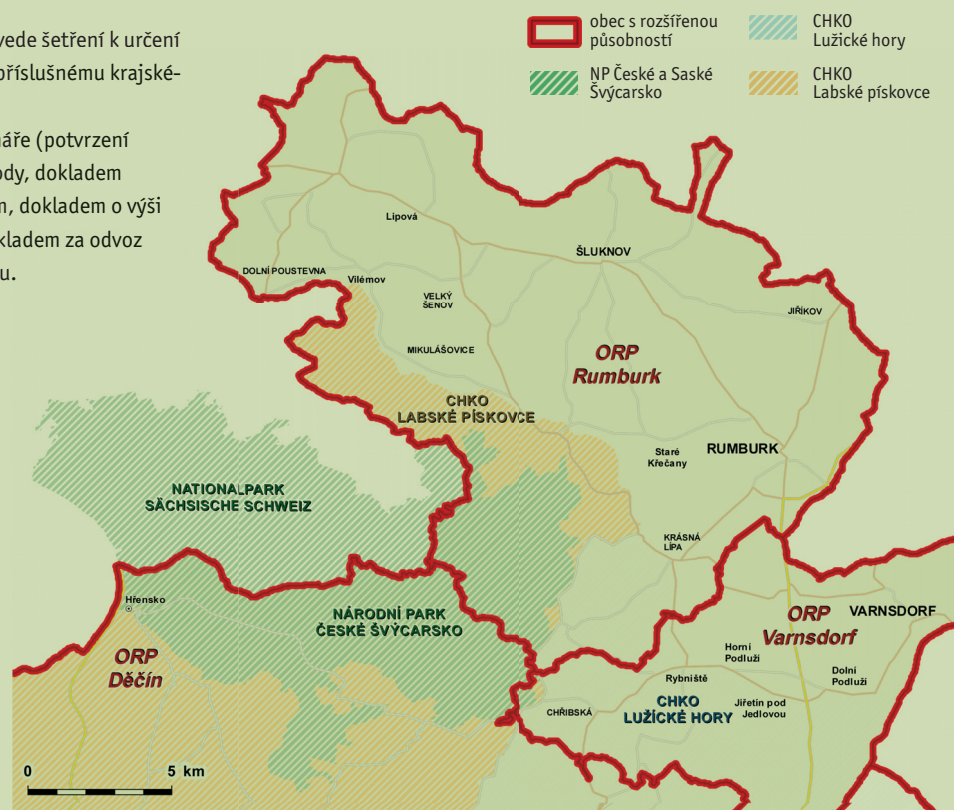 vede šetření k určení
příslušnému krajské-
náře (potvrzení
ody, dokladem
m, dokladem o výši
kladem za odvoz
u.
obec s rozšířenou
působností
CHKO
Lužické hory
NP České a Saské
Švýcarsko
CHKO
Labské pískovce
Lipová
ŠLUKNOV
DOLNÍ POUSTEVNA
Vilémov
VELKÝ
ŠENOV
JIŘÍKOV
MIKULÁŠOVICE
ORP
Rumburk
CHKO
LABSKÉ PÍSKOVCE
Staré
Křečany
RUMBURK
NATIONALPARK
SÄCHSISCHE SCHWEIZ
KRÁSNÁ
LÍPA
Hřensko
NÁRODNÍ PARK
ČESKÉ ŠVÝCARSKO
ORP
Varnsdorf
VARNSDORF
ORP
Děčín
Horní
Podluží
Dolní
Podluží
Rybniště
CHKO
LUŽICKÉ HORY
Jiřetín pod
Jedlovou
CHŘIBSKÁ
0 5 km